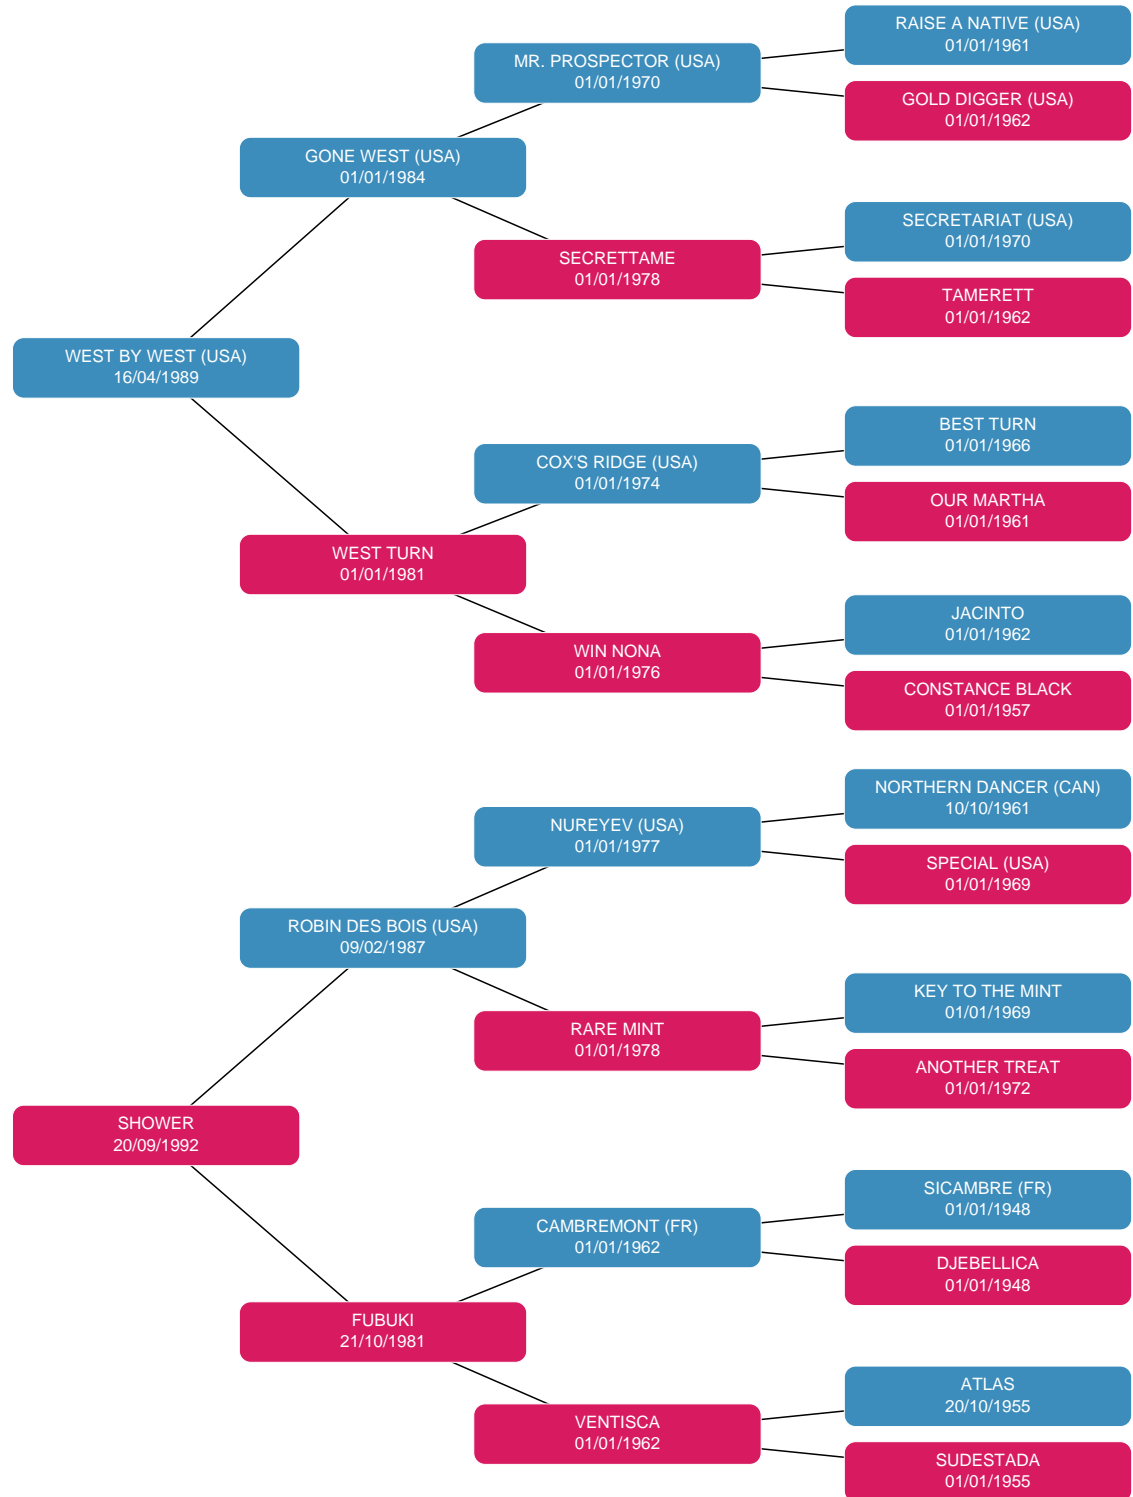 RAISE A NATIVE (USA)
01/01/1961
MR. PROSPECTOR (USA)
01/01/1970
GOLD DIGGER (USA)
01/01/1962
GONE WEST (USA)
01/01/1984
SECRETARIAT (USA)
01/01/1970
SECRETTAME
01/01/1978
TAMERETT
01/01/1962
WEST BY WEST (USA)
16/04/1989
BEST TURN
01/01/1966
COX'S RIDGE (USA)
01/01/1974
OUR MARTHA
01/01/1961
WEST TURN
01/01/1981
JACINTO
01/01/1962
WIN NONA
01/01/1976
CONSTANCE BLACK
01/01/1957
NORTHERN DANCER (CAN)
10/10/1961
NUREYEV (USA)
01/01/1977
SPECIAL (USA)
01/01/1969
ROBIN DES BOIS (USA)
09/02/1987
KEY TO THE MINT
01/01/1969
RARE MINT
01/01/1978
ANOTHER TREAT
01/01/1972
SHOWER
20/09/1992
SICAMBRE (FR)
01/01/1948
CAMBREMONT (FR)
01/01/1962
DJEBELLICA
01/01/1948
FUBUKI
21/10/1981
ATLAS
20/10/1955
VENTISCA
01/01/1962
SUDESTADA
01/01/1955